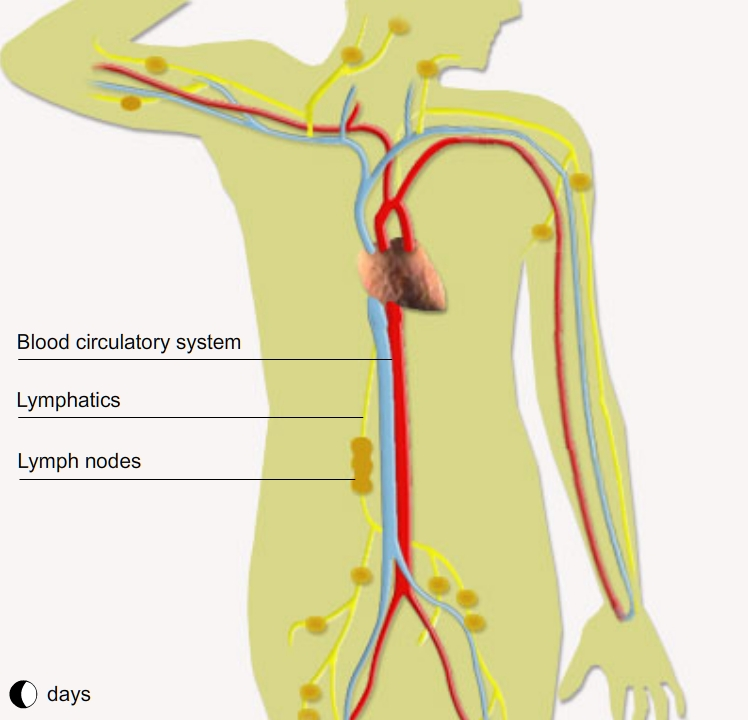 Blood circulatory system
Lymphatics
Lymph nodes
days